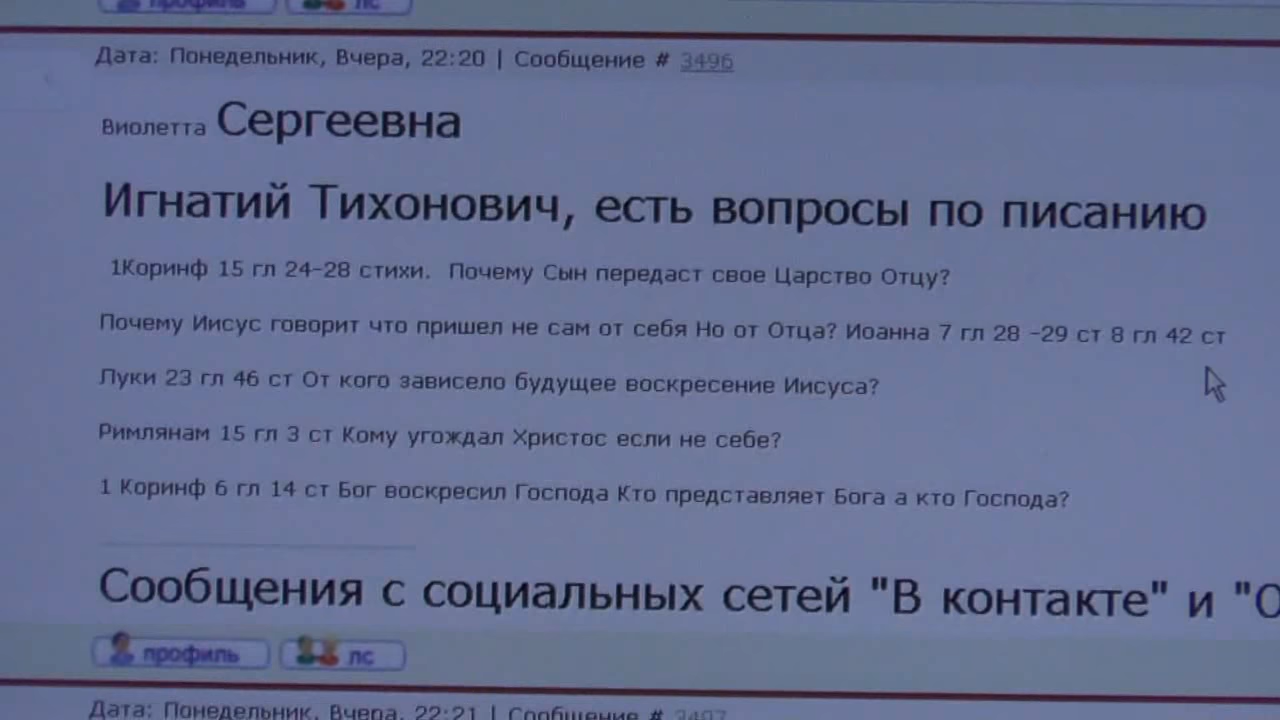 профиль лс
Дата: Понедельник, Вчера, 22:20 | Сообщение # 3496
Виолетта Сергеевна
Игнатий Тихонович, есть вопросы по писанию
1Коринф 15 гл 24-28 стихи. Почему Сын передаст свое Царство Отцу?
Почему Иисус говорит что пришел не сам от себя Но от Отца? Иоанна 7 гл 28 -29 ст 8 гл 42 ст
Луки 23 гл 46 ст От кого зависело будущее воскресение Иисуса?
Римлянам 15 гл 3 ст Кому угождал Христос если не себе?
1 Коринф 6 гл 14 ст Бог воскресил Господа Кто представляет Бога а кто Господа?
Сообщения с социальных сетей "В контакте" и "О
профиль лс
Дата: Понедельник, Вчера, 22:21 | Сообщение # 3497